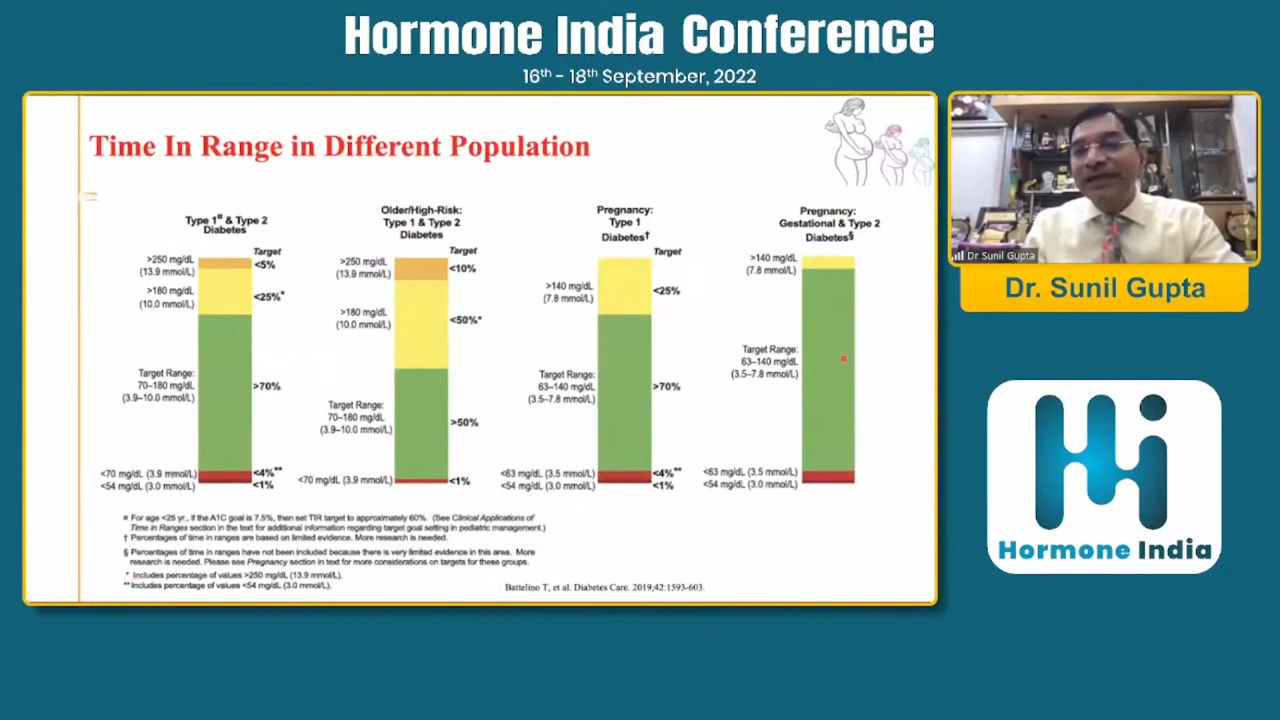 Hormone India Conference
16th - 18th September, 2022
Time In Range in Different Population
Type 1¤ & Type 2
Diabetes
Target
>250 mg/dL
(13.9 mmol/L)
<5%
>180 mg/dL
(10.0 mmol/L)
<25%*
Target Range:
70–180 mg/dL
(3.9–10.0 mmol/L)
>70%
<70 mg/dL (3.9 mmol/L)
<4%**
<54 mg/dL (3.0 mmol/L)
<1%
Older/High-Risk:
Type 1 & Type 2
Diabetes
Target
>250 mg/dL
(13.9 mmol/L)
<10%
>180 mg/dL
(10.0 mmol/L)
<50%*
Target Range:
70–180 mg/dL
(3.9–10.0 mmol/L)
>50%
<70 mg/dL (3.9 mmol/L)
<1%
Pregnancy:
Type 1
Diabetes†
Target
>140 mg/dL
(7.8 mmol/L)
<25%
Target Range:
63–140 mg/dL
(3.5–7.8 mmol/L)
>70%
<63 mg/dL (3.5 mmol/L)
<4%**
<54 mg/dL (3.0 mmol/L)
<1%
Pregnancy:
Gestational & Type 2
Diabetes§
>140 mg/dL
(7.8 mmol/L)
Target Range:
63–140 mg/dL
(3.5–7.8 mmol/L)
<63 mg/dL (3.5 mmol/L)
<54 mg/dL (3.0 mmol/L)
¤ For age <25 yr., if the A1C goal is 7.5%, then set TIR target to approximately 60%. (See Clinical Applications of
Time in Ranges section in the text for additional information regarding target goal setting in pediatric management.)
† Percentages of time in ranges are based on limited evidence. More research is needed.
§ Percentages of time in ranges have not been included because there is very limited evidence in this area. More
research is needed. Please see Pregnancy section in text for more considerations on targets for these groups.
* Includes percentage of values >250 mg/dL (13.9 mmol/L).
** Includes percentage of values <54 mg/dL (3.0 mmol/L).
Battelino T, et al. Diabetes Care. 2019;42:1593-603.
Dr Sunil Gupta
Dr. Sunil Gupta
Hormone India